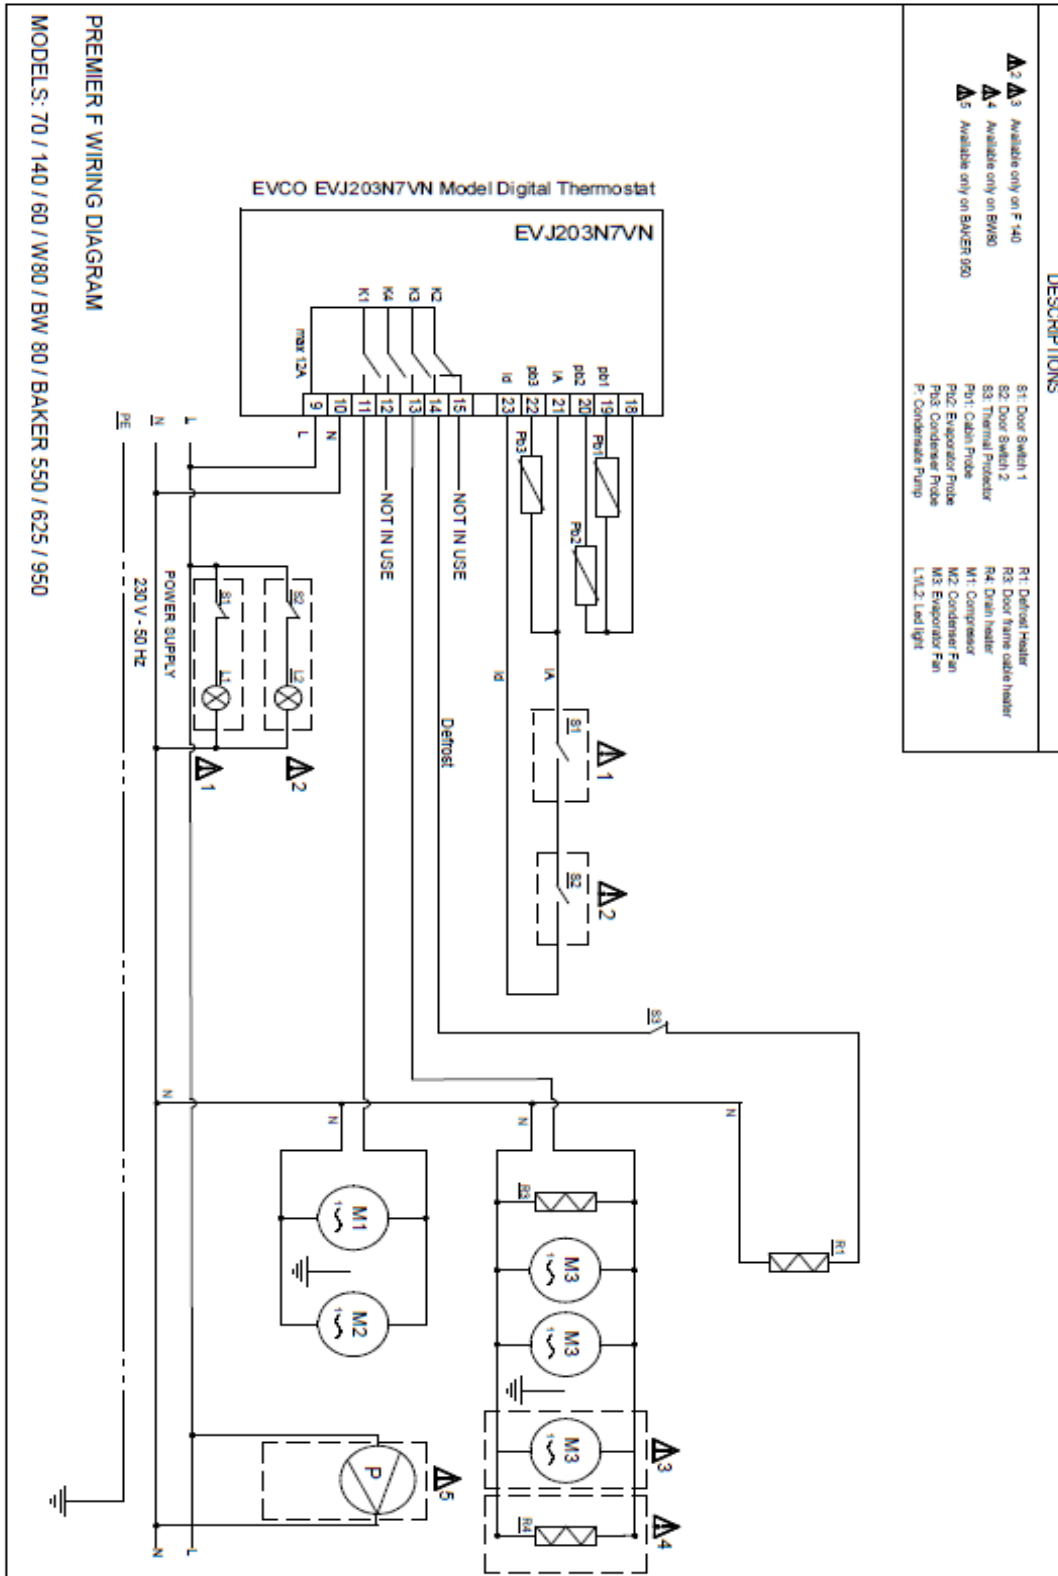 DESCRIPTIONS
S1: Door Switch 1
S2: Door Switch 2
S3: Thermal Protector
Pb1: Cabin Probe
Pb2: Evaporator Probe
Pb3: Condenser Probe
P: Condensate Pump
R1: Defrost Heater
R3: Door frame cable heater
R4: Drain heater
M1: Compressor
M2: Condenser Fan
M3: Evaporator Fan
L1/L2: Led light
2 3 Available only on F 140
4 Available only on BW80
5 Available only on BAKER 950
EVCO EVJ203N7VN Model Digital Thermostat
EVJ203N7VN
K1
K4
K3
K2
max 12A
Id
pb3
IA
pb2
pb1
9
10
11
12
13
14
15
23
22
21
20
19
18
L
N
NOT IN USE
NOT IN USE
Pb3
Pb1
Pb2
L
N
PE
S1
L1
S2
L2
1
2
POWER SUPPLY
230 V - 50 Hz
Id
IA
Defrost
S1
1
S2
2
S3
R1
N
N
N
N
M1
1
M2
1
R3
M3
1
M3
1
M3
1
3
R4
4
P
5
L
N
PREMIER F WIRING DIAGRAM
MODELS: 70 / 140 / 60 / W80 / BW 80 / BAKER 550 / 625 / 950